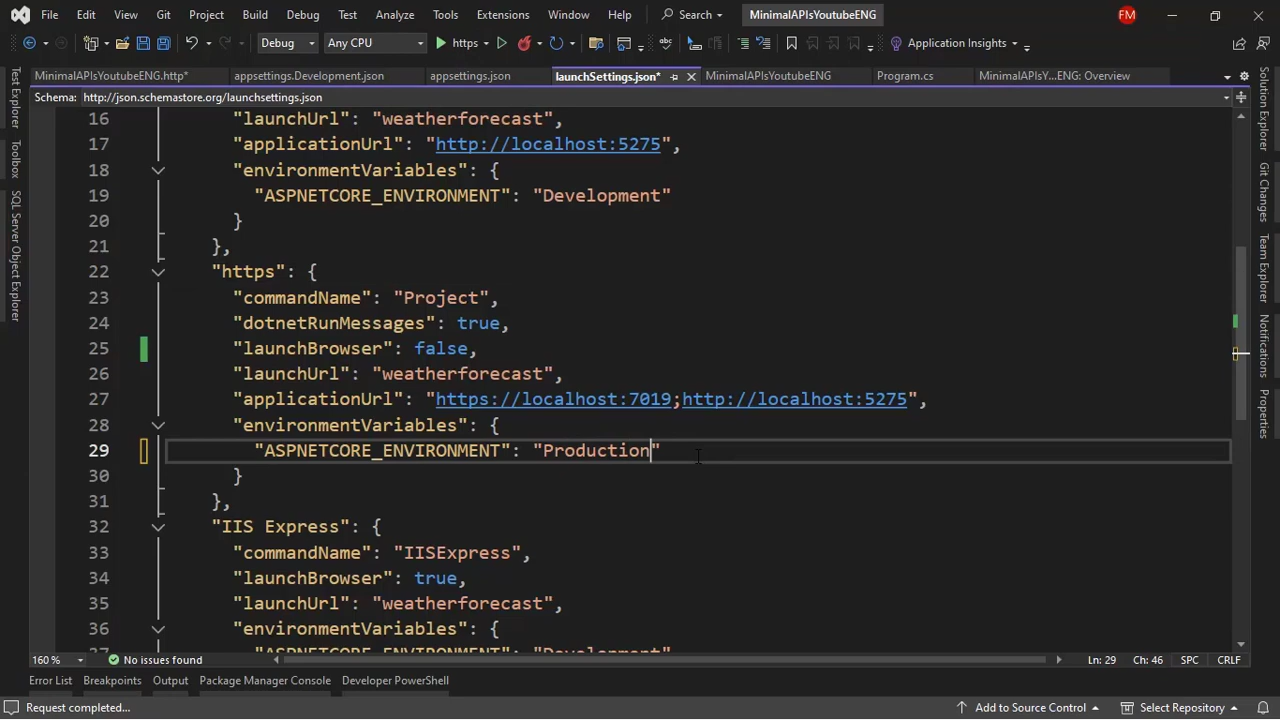 File Edit View Git Project Build Debug Test Analyze Tools Extensions Window Help Search MinimalAPIsYoutubeENG FM
Debug Any CPU https Application Insights
MinimalAPIsYoutubeENG.http* appsettings.Development.json appsettings.json launchSettings.json* MinimalAPIsYoutubeENG Program.cs MinimalAPIsY...ENG: Overview
Schema: http://json.schemastore.org/launchsettings.json
16 "launchUrl": "weatherforecast",
17 "applicationUrl": "http://localhost:5275",
18 "environmentVariables": {
19 "ASPNETCORE_ENVIRONMENT": "Development"
20 }
21 },
22 "https": {
23 "commandName": "Project",
24 "dotnetRunMessages": true,
25 "launchBrowser": false,
26 "launchUrl": "weatherforecast",
27 "applicationUrl": "https://localhost:7019;http://localhost:5275",
28 "environmentVariables": {
29 "ASPNETCORE_ENVIRONMENT": "Production"
30 }
31 },
32 "IIS Express": {
33 "commandName": "IISExpress",
34 "launchBrowser": true,
35 "launchUrl": "weatherforecast",
36 "environmentVariables": {
37 "ASPNETCORE_ENVIRONMENT": "Development"
160 % No issues found Ln: 29 Ch: 46 SPC CRLF
Error List Breakpoints Output Package Manager Console Developer PowerShell
Request completed... Add to Source Control Select Repository
Test Explorer
Toolbox
SQL Server Object Explorer
Solution Explorer
Git Changes
Team Explorer
Notifications
Properties